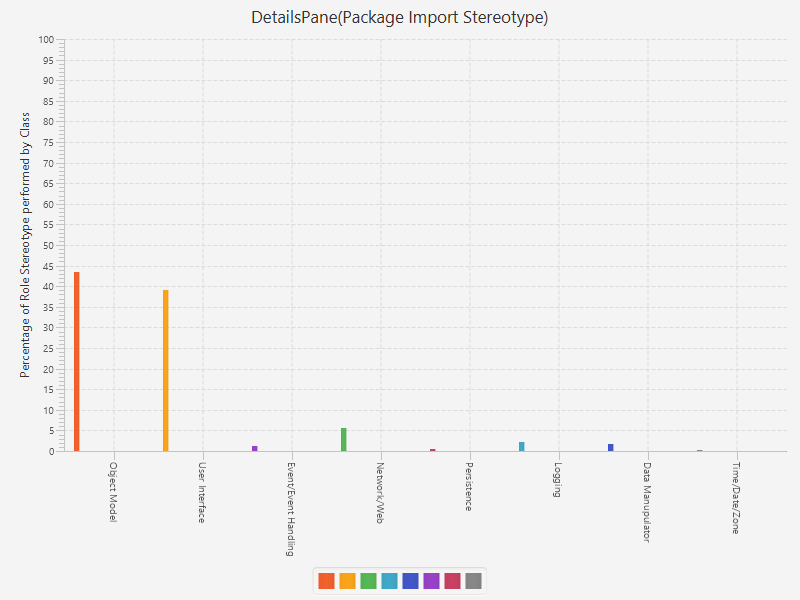 DetailsPane(Package Import Stereotype)
Percentage of Role Stereotype performed by Class
100
95
90
85
80
75
70
65
60
55
50
45
40
35
30
25
20
15
10
5
0
Object Model
User Interface
Event/Event Handling
Network/Web
Persistence
Logging
Data Manupulator
Time/Date/Zone